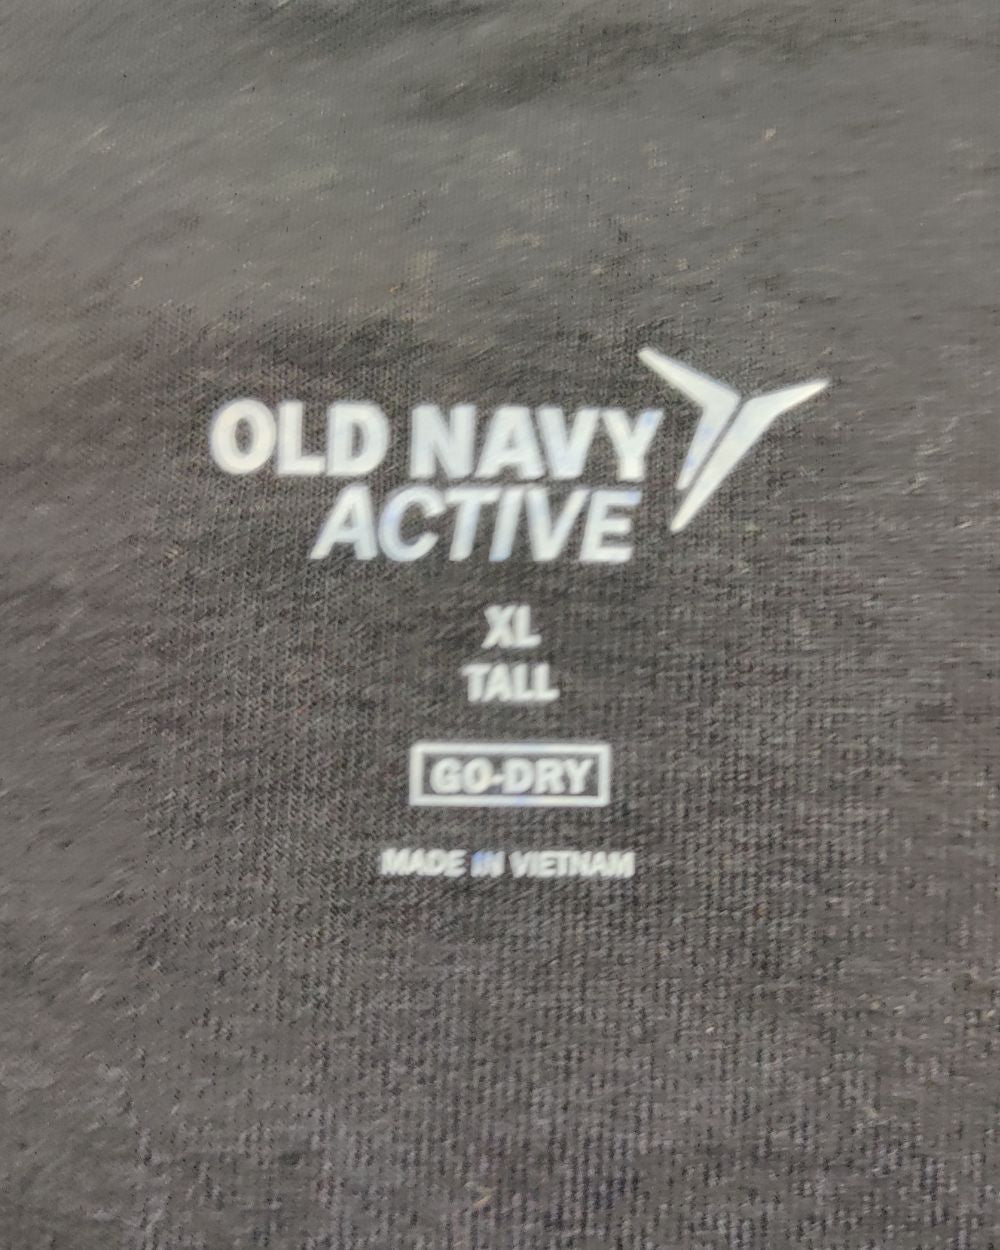 OLD NAVY
ACTIVE
XL
TALL
GO-DRY
MADE IN VIETNAM